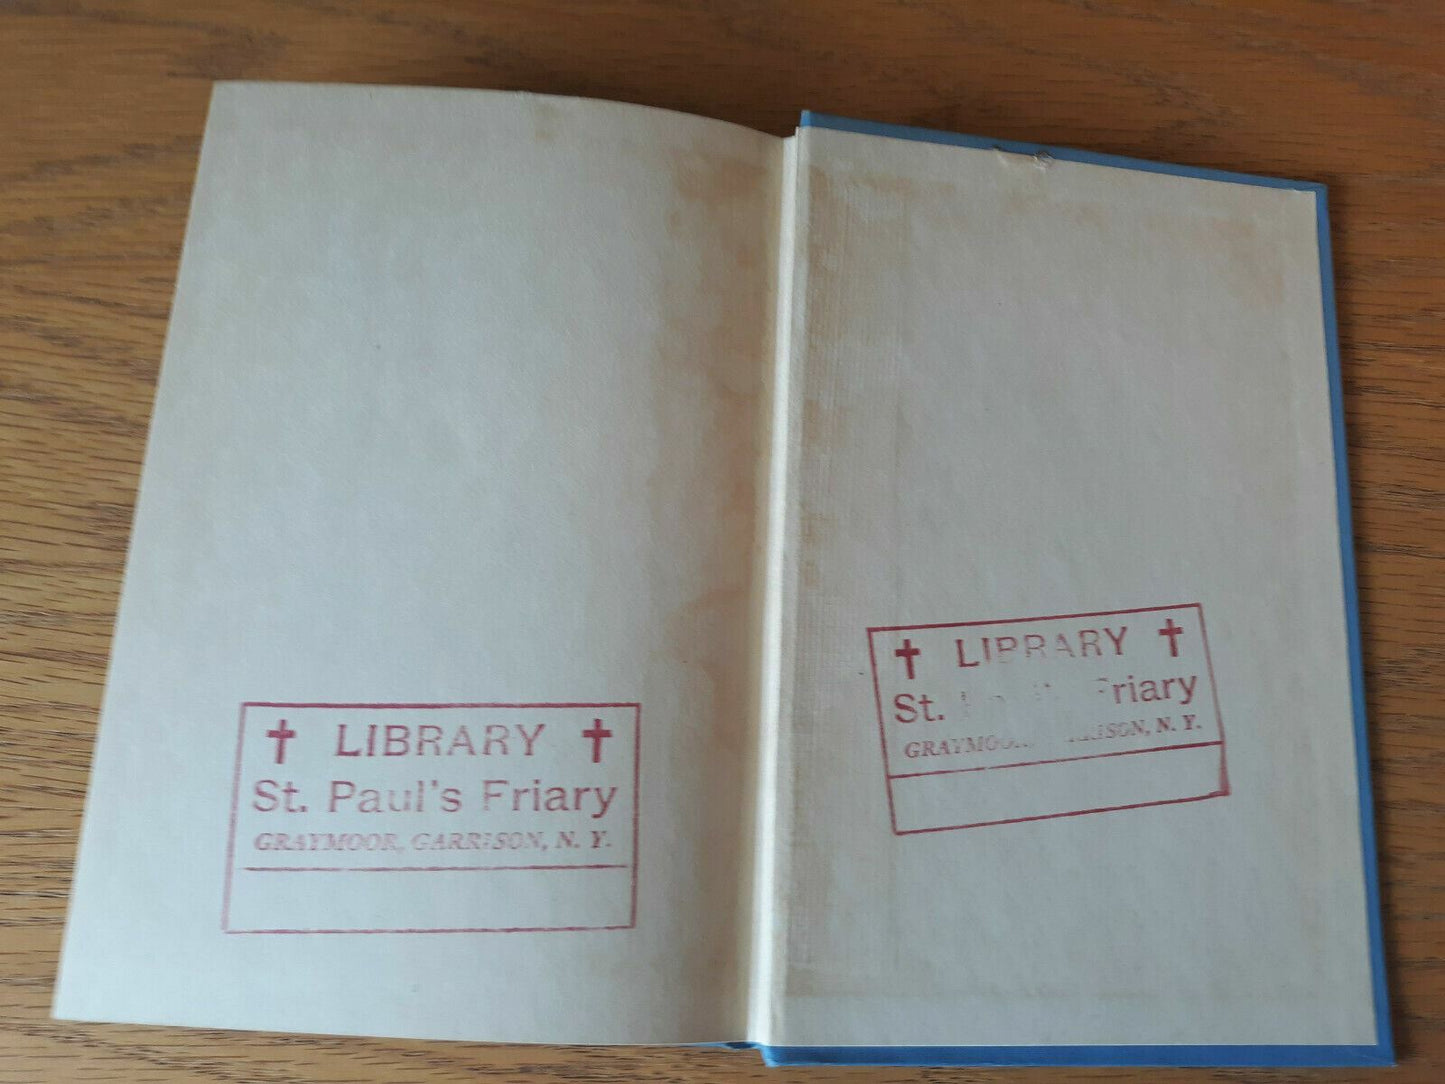 ✝ LIBRARY ✝
St. Paul's Friary
GRAYMOOR, GARRISON, N. Y.
✝ LIBRARY ✝
St. Friary
N. Y.